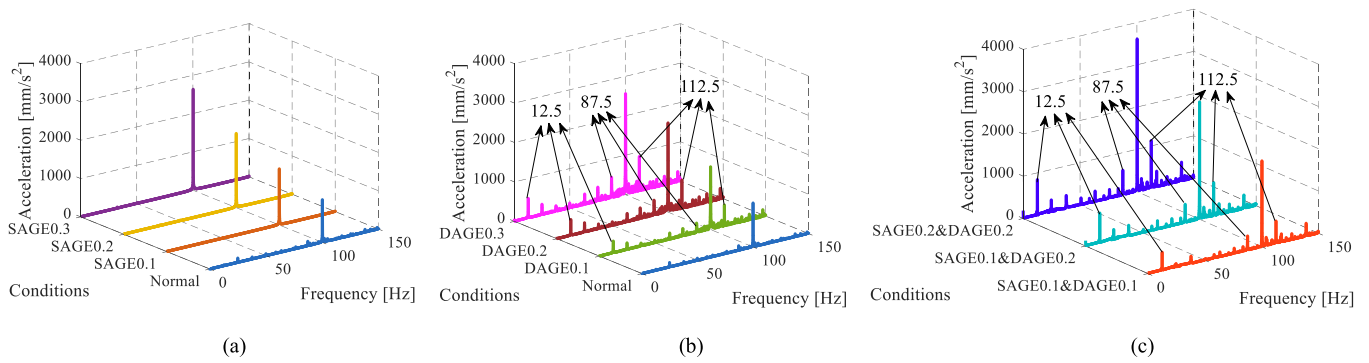 4000
3000
2000
1000
0
Acceleration [mm/s²]
SAGE0.3
SAGE0.2
SAGE0.1
Normal
Conditions
0
50
100
150
Frequency [Hz]
(a)
4000
3000
2000
1000
0
Acceleration [mm/s²]
12.5
87.5
112.5
DAGE0.3
DAGE0.2
DAGE0.1
Normal
Conditions
0
50
100
150
Frequency [Hz]
(b)
4000
3000
2000
1000
0
Acceleration [mm/s²]
12.5
87.5
112.5
SAGE0.2&DAGE0.2
SAGE0.1&DAGE0.2
SAGE0.1&DAGE0.1
Conditions
0
50
100
150
Frequency [Hz]
(c)